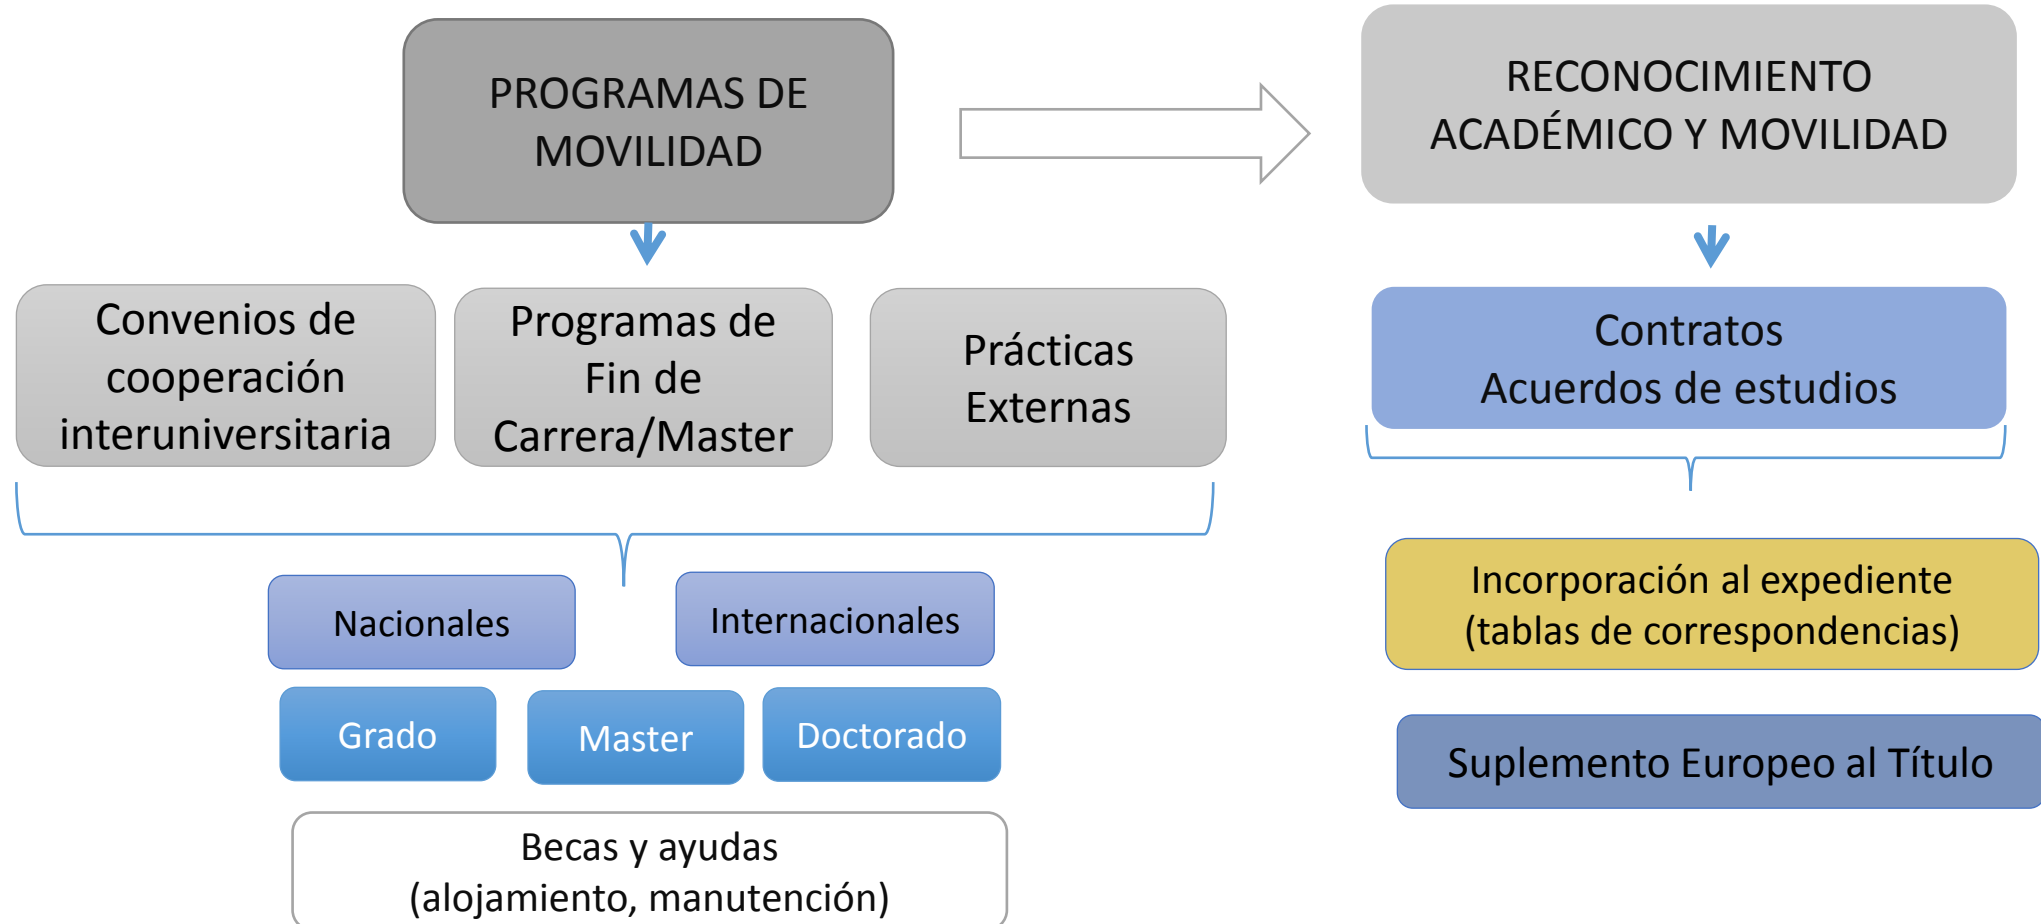 PROGRAMAS DE
MOVILIDAD
RECONOCIMIENTO
ACADÉMICO Y MOVILIDAD
Convenios de
cooperación
interuniversitaria
Programas de
Fin de
Carrera/Master
Prácticas
Externas
Contratos
Acuerdos de estudios
Nacionales
Internacionales
Grado
Master
Doctorado
Becas y ayudas
(alojamiento, manutención)
Incorporación al expediente
(tablas de correspondencias)
Suplemento Europeo al Título